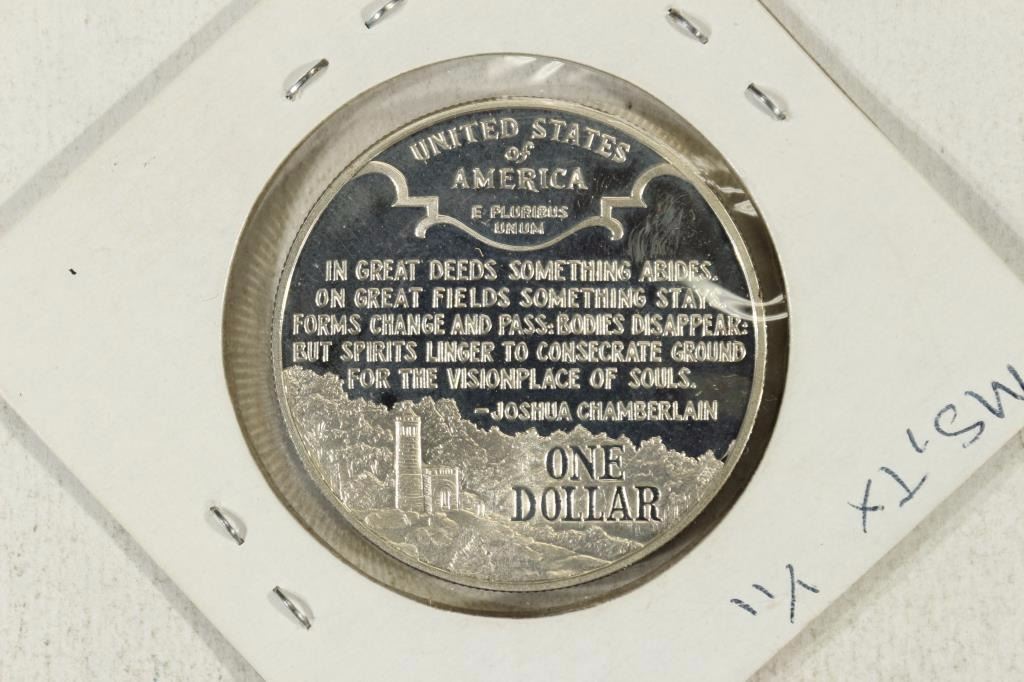 UNITED STATES
of
AMERICA
E PLURIBUS
UNUM
IN GREAT DEEDS SOMETHING ABIDES.
ON GREAT FIELDS SOMETHING STAYS.
FORMS CHANGE AND PASS: BODIES DISAPPEAR:
BUT SPIRITS LINGER TO CONSECRATE GROUND
FOR THE VISIONPLACE OF SOULS.
-JOSHUA CHAMBERLAIN
ONE
DOLLAR